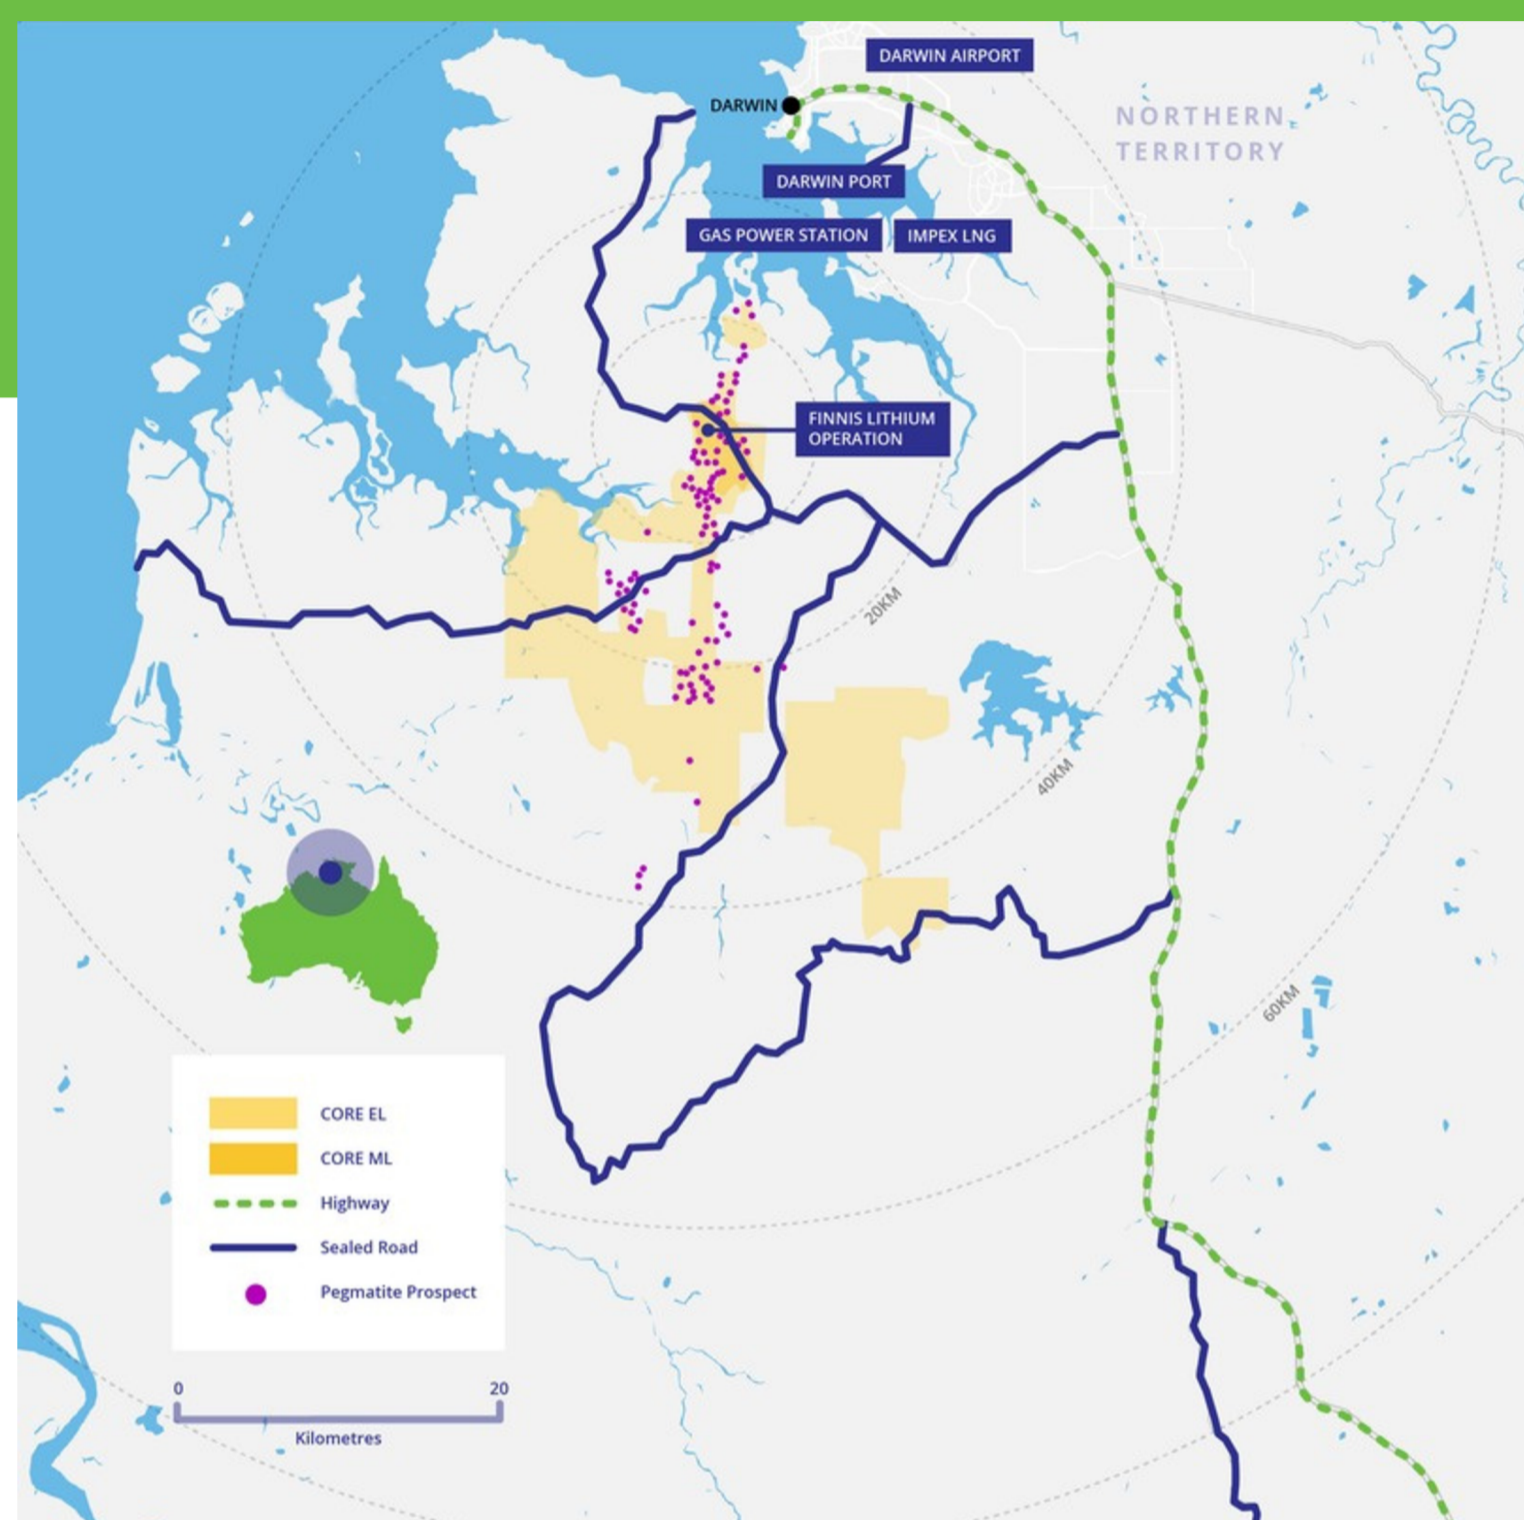 DARWIN AIRPORT
DARWIN
NORTHERN
TERRITORY
DARWIN PORT
GAS POWER STATION
IMPEX LNG
FINNIS LITHIUM
OPERATION
20KM
40KM
60KM
CORE EL
CORE ML
Highway
Sealed Road
Pegmatite Prospect
0
20
Kilometres